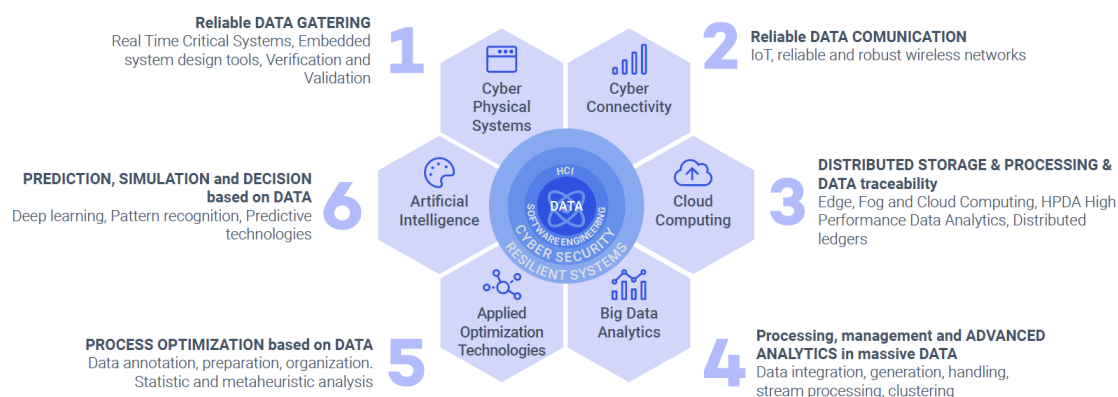 Reliable DATA GATERING
Real Time Critical Systems, Embedded
system design tools, Verification and
Validation
1
Cyber
Physical
Systems
Cyber
Connectivity
2
Reliable DATA COMUNICATION
IoT, reliable and robust wireless networks
PREDICTION, SIMULATION and DECISION
based on DATA
Deep learning, Pattern recognition, Predictive
technologies
6
Artificial
Intelligence
HCI
DATA
SOFTWARE ENGINEERING
CYBER SECURITY
RESILIENT SYSTEMS
Cloud
Computing
3
DISTRIBUTED STORAGE & PROCESSING &
DATA traceability
Edge, Fog and Cloud Computing, HPDA High
Performance Data Analytics, Distributed
ledgers
PROCESS OPTIMIZATION based on DATA
Data annotation, preparation, organization.
Statistic and metaheuristic analysis
5
Applied
Optimization
Technologies
Big Data
Analytics
4
Processing, management and ADVANCED
ANALYTICS in massive DATA
Data integration, generation, handling,
stream processing, clustering